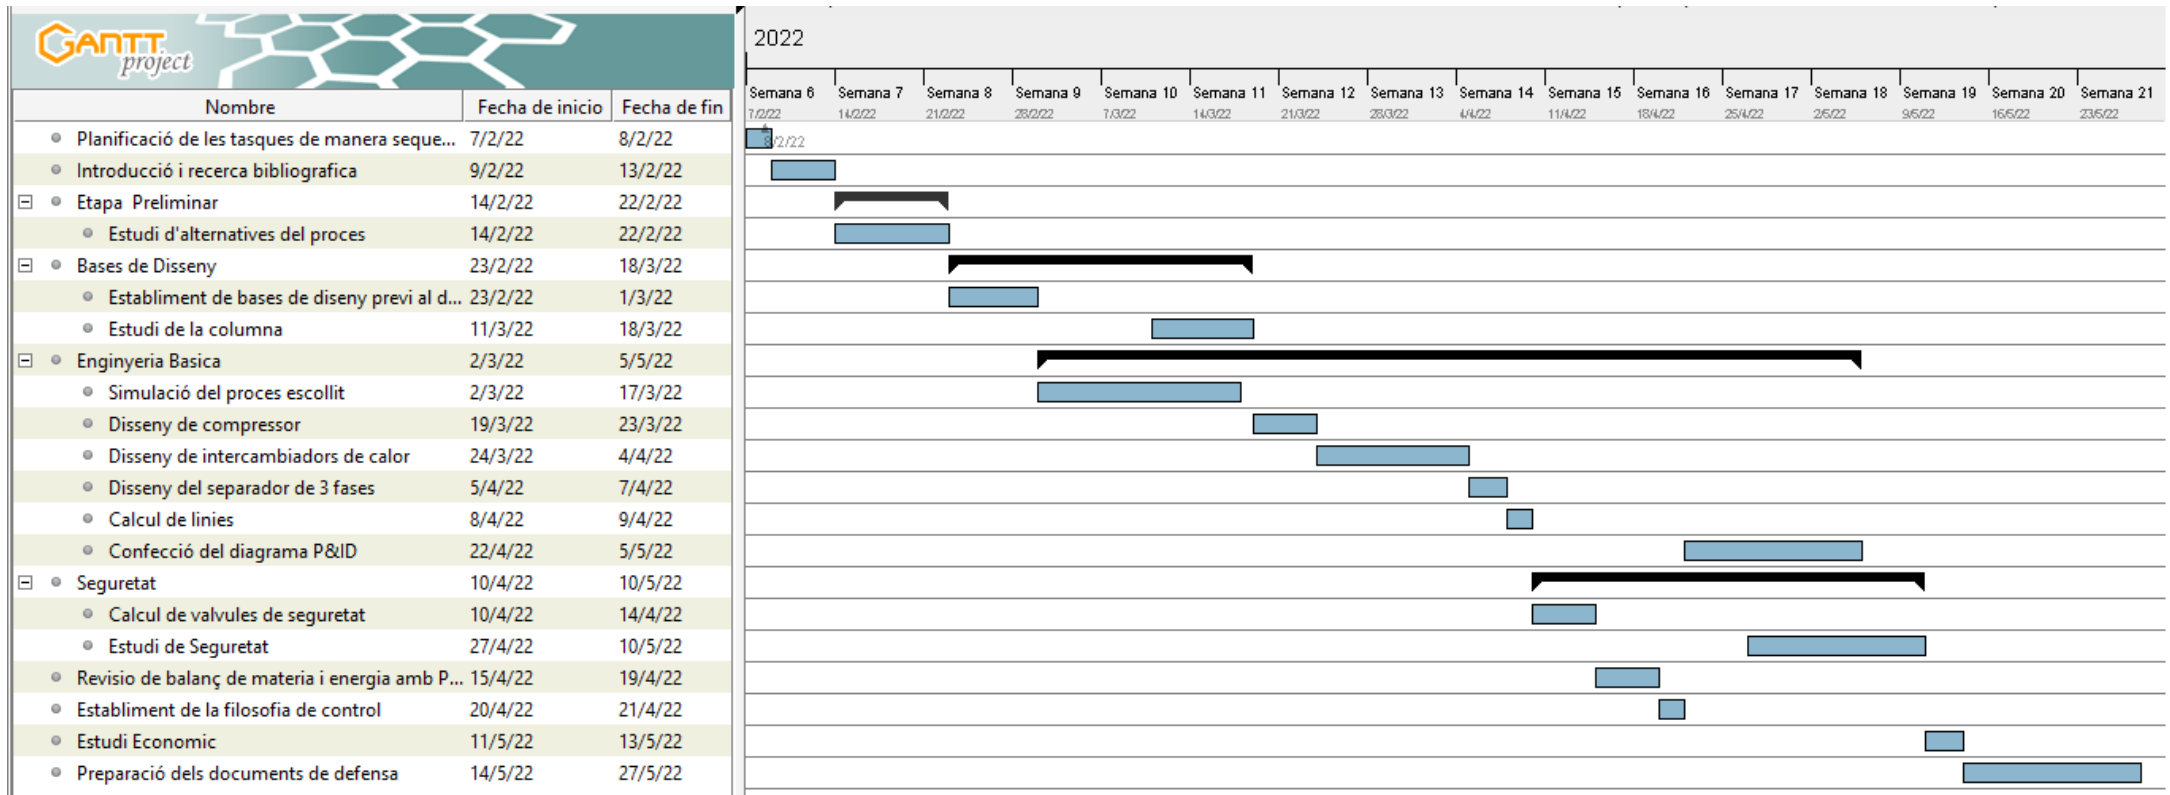 GANTT
project
2022
Semana 6 Semana 7 Semana 8 Semana 9 Semana 10 Semana 11 Semana 12 Semana 13 Semana 14 Semana 15 Semana 16 Semana 17 Semana 18 Semana 19 Semana 20 Semana 21
Nombre Fecha de inicio Fecha de fin
7/2/22 14/2/22 21/2/22 28/2/22 7/3/22 14/3/22 21/3/22 28/3/22 4/4/22 11/4/22 18/4/22 25/4/22 2/5/22 9/5/22 16/5/22 23/5/22
Planificació de les tasques de manera seque... 7/2/22 8/2/22
8/2/22
Introducció i recerca bibliografica 9/2/22 13/2/22
Etapa Preliminar 14/2/22 22/2/22
Estudi d'alternatives del proces 14/2/22 22/2/22
Bases de Disseny 23/2/22 18/3/22
Establiment de bases de diseny previ al d... 23/2/22 1/3/22
Estudi de la columna 11/3/22 18/3/22
Enginyeria Basica 2/3/22 5/5/22
Simulació del proces escollit 2/3/22 17/3/22
Disseny de compressor 19/3/22 23/3/22
Disseny de intercambiadors de calor 24/3/22 4/4/22
Disseny del separador de 3 fases 5/4/22 7/4/22
Calcul de linies 8/4/22 9/4/22
Confecció del diagrama P&ID 22/4/22 5/5/22
Seguretat 10/4/22 10/5/22
Calcul de valvules de seguretat 10/4/22 14/4/22
Estudi de Seguretat 27/4/22 10/5/22
Revisio de balanç de materia i energia amb P... 15/4/22 19/4/22
Establiment de la filosofia de control 20/4/22 21/4/22
Estudi Economic 11/5/22 13/5/22
Preparació dels documents de defensa 14/5/22 27/5/22